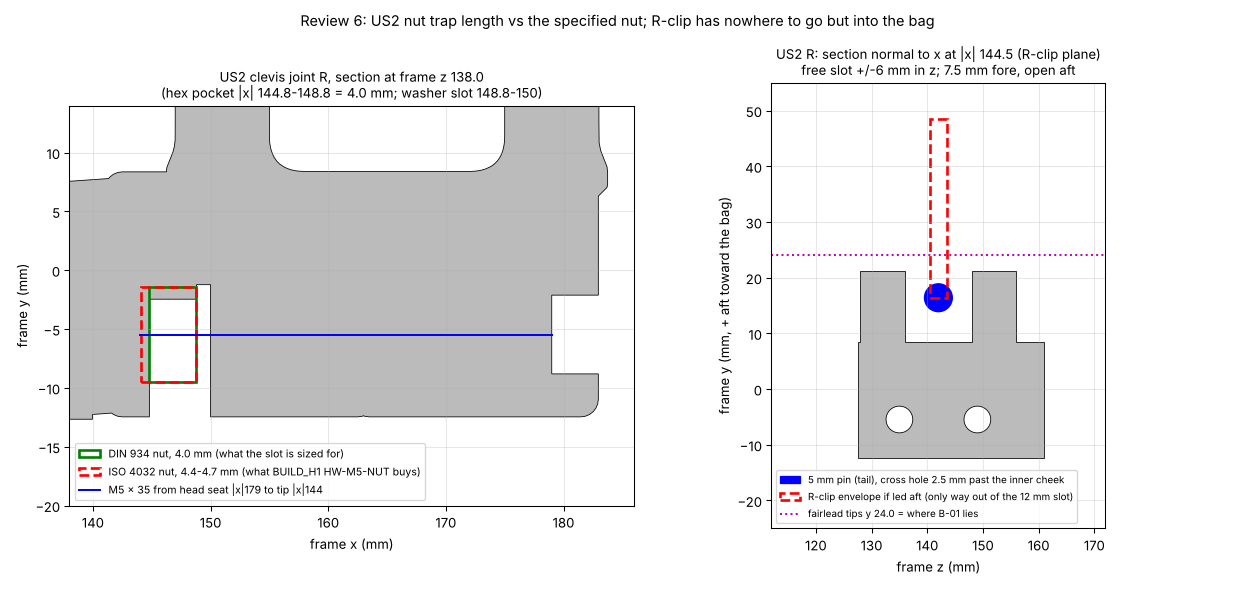 Review 6: US2 nut trap length vs the specified nut; R-clip has nowhere to go but into the bag
US2 clevis joint R, section at frame z 138.0
(hex pocket |x| 144.8-148.8 = 4.0 mm; washer slot 148.8-150)
10
5
0
−5
−10
−15
−20
frame y (mm)
DIN 934 nut, 4.0 mm (what the slot is sized for)
ISO 4032 nut, 4.4-4.7 mm (what BUILD_H1 HW-M5-NUT buys)
M5 × 35 from head seat |x|179 to tip |x|144
140
150
160
170
180
frame x (mm)
US2 R: section normal to x at |x| 144.5 (R-clip plane)
free slot +/-6 mm in z; 7.5 mm fore, open aft
50
40
30
20
10
0
−10
−20
frame y (mm, + aft toward the bag)
5 mm pin (tail), cross hole 2.5 mm past the inner cheek
R-clip envelope if led aft (only way out of the 12 mm slot)
fairlead tips y 24.0 = where B-01 lies
120
130
140
150
160
170
frame z (mm)